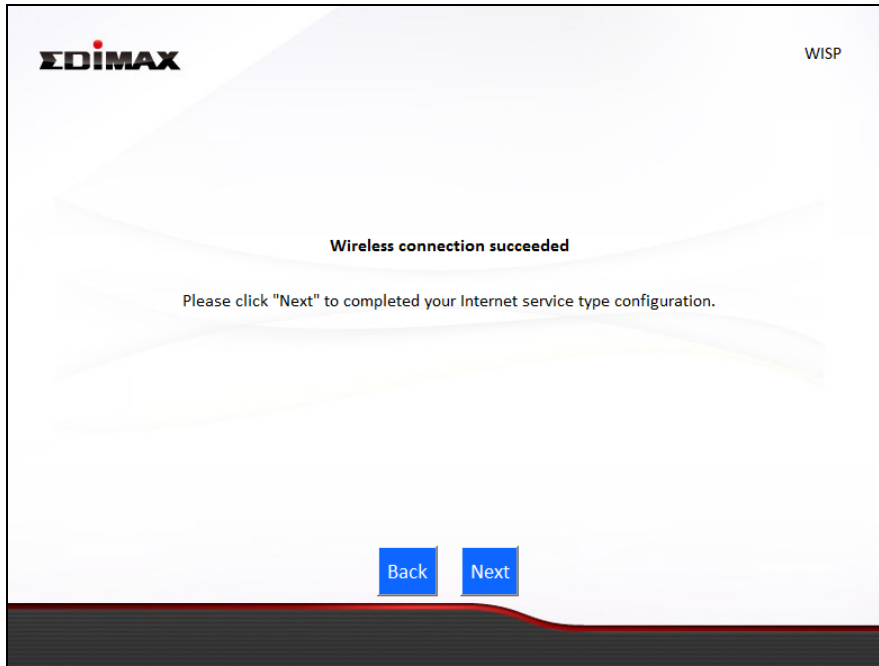 EDIMAX
WISP
Wireless connection succeeded
Please click "Next" to completed your Internet service type configuration.
Back
Next